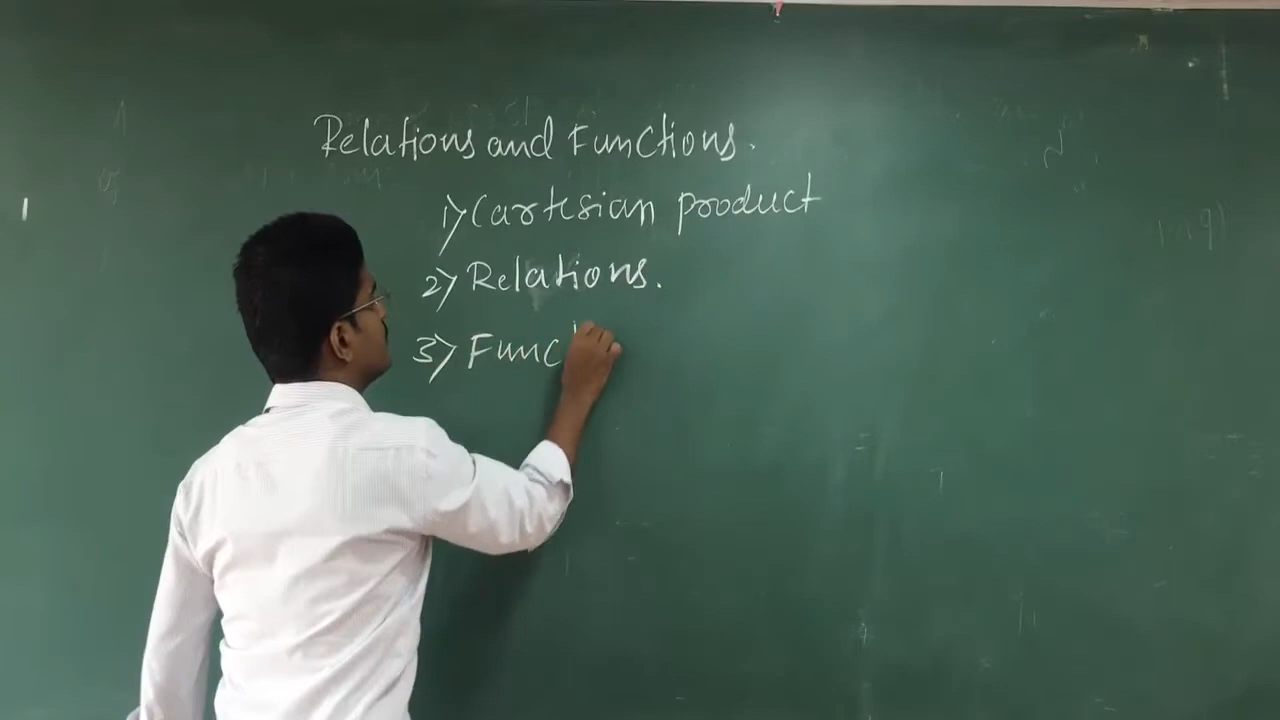 Relations and Functions.
1) Cartesian product
2) Relations.
3) Func